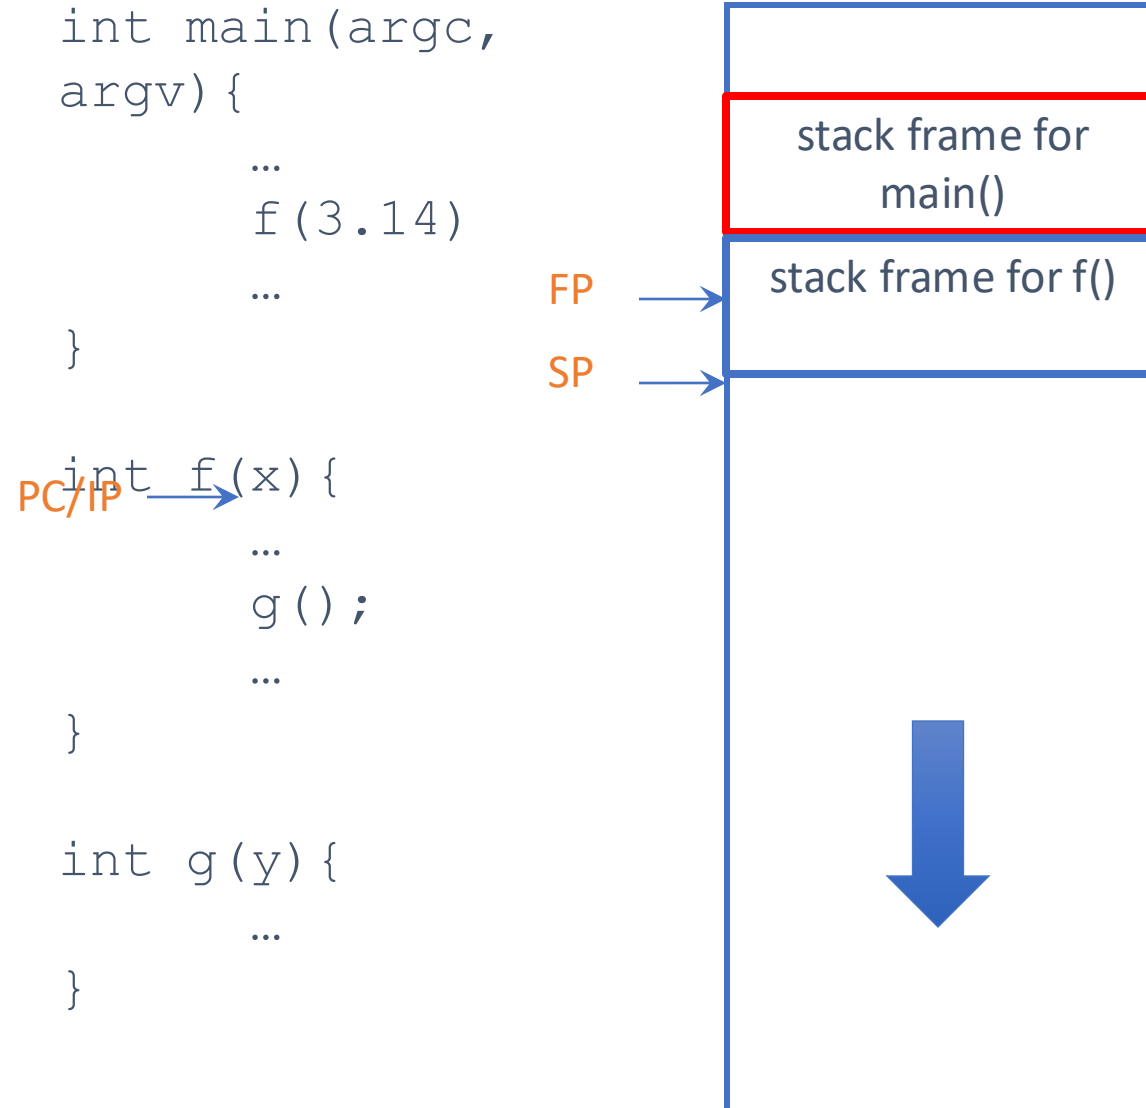 int main(argc,
argv){
…
f(3.14)
…
}
int f(x){
…
g();
…
}
int g(y){
…
}
PC/IP
FP
SP
stack frame for
main()
stack frame for f()